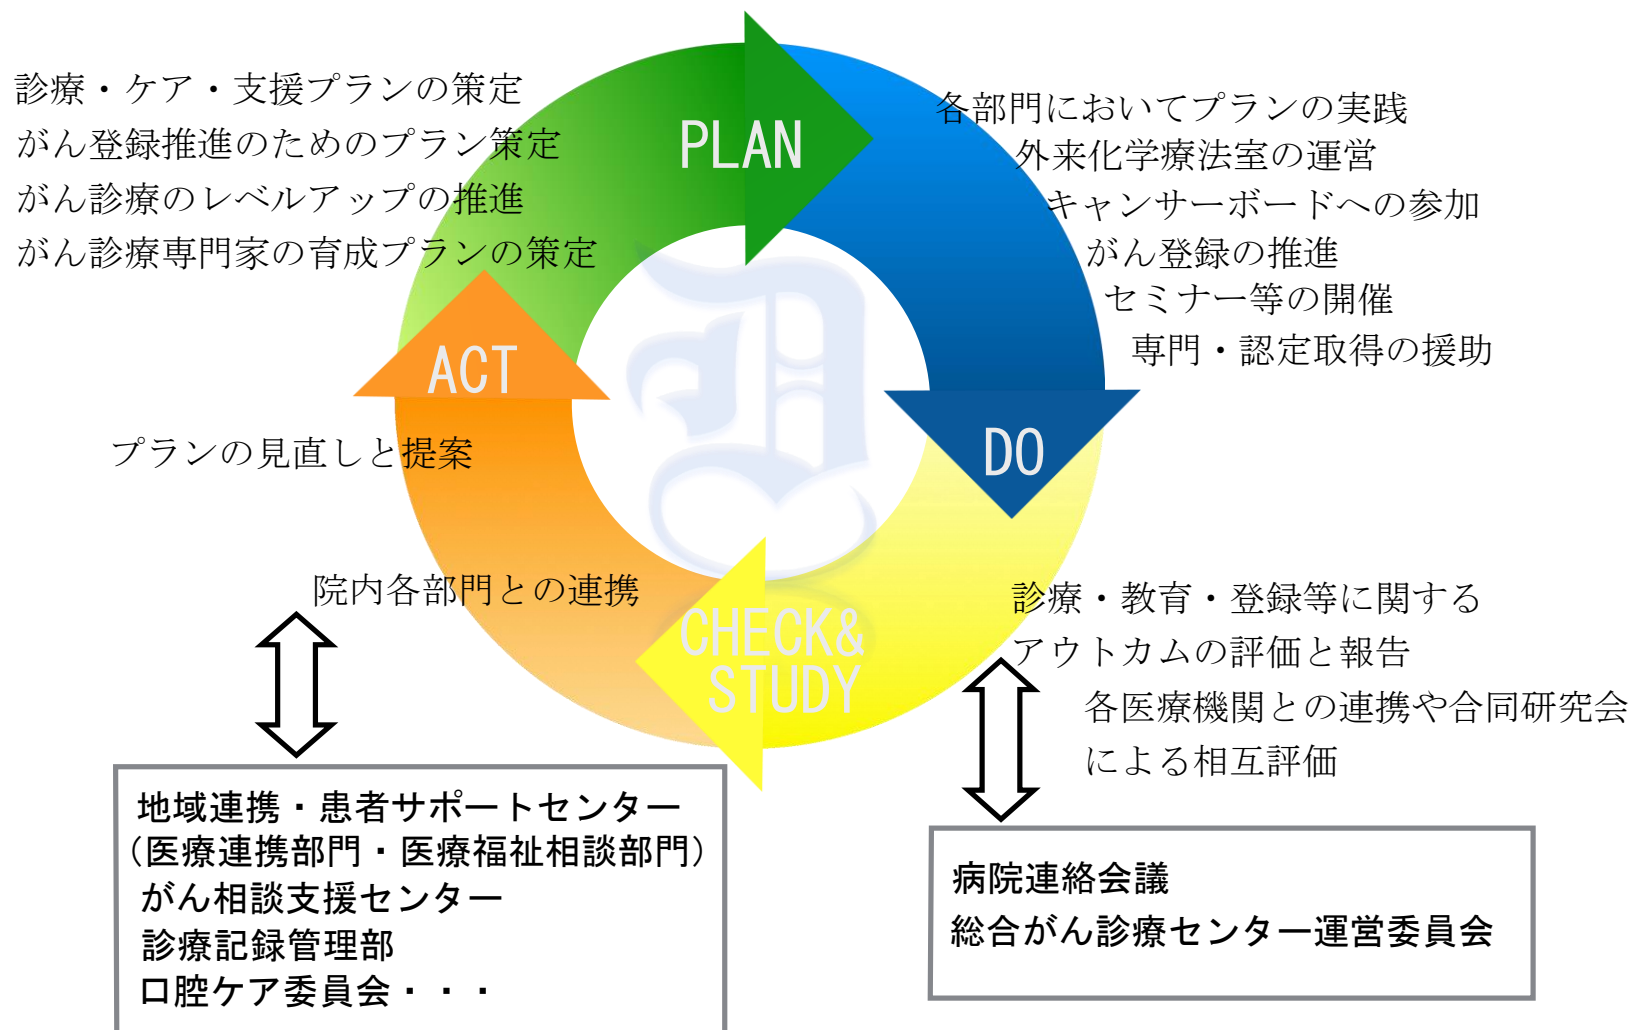 診療・ケア・支援プランの策定
がん登録推進のためのプラン策定
がん診療のレベルアップの推進
がん診療専門家の育成プランの策定
PLAN
各部門においてプランの実践
外来化学療法室の運営
キャンサーボードへの参加
がん登録の推進
セミナー等の開催
専門・認定取得の援助
ACT
DO
プランの見直しと提案
院内各部門との連携
CHECK&
STUDY
診療・教育・登録等に関する
アウトカムの評価と報告
各医療機関との連携や合同研究会
による相互評価
地域連携・患者サポートセンター
（医療連携部門・医療福祉相談部門）
がん相談支援センター
診療記録管理部
口腔ケア委員会・・・
病院連絡会議
総合がん診療センター運営委員会